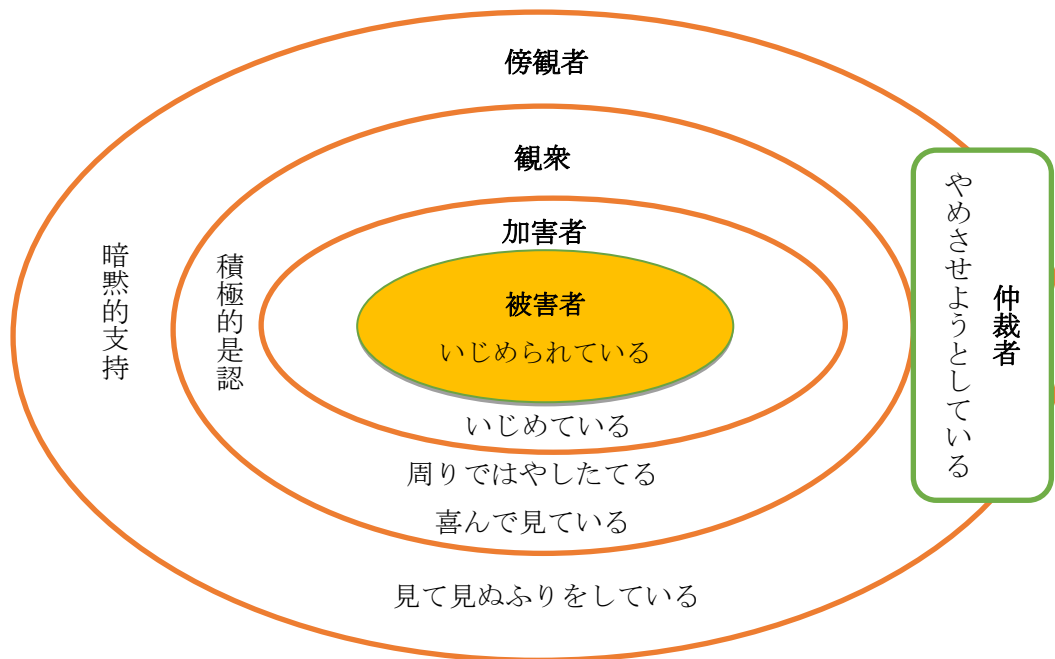 傍観者
観衆
加害者
被害者
いじめられている
いじめている
周りではやしたてる
喜んで見ている
見て見ぬふりをしている
暗黙的支持
積極的是認
仲裁者
やめさせようとしている